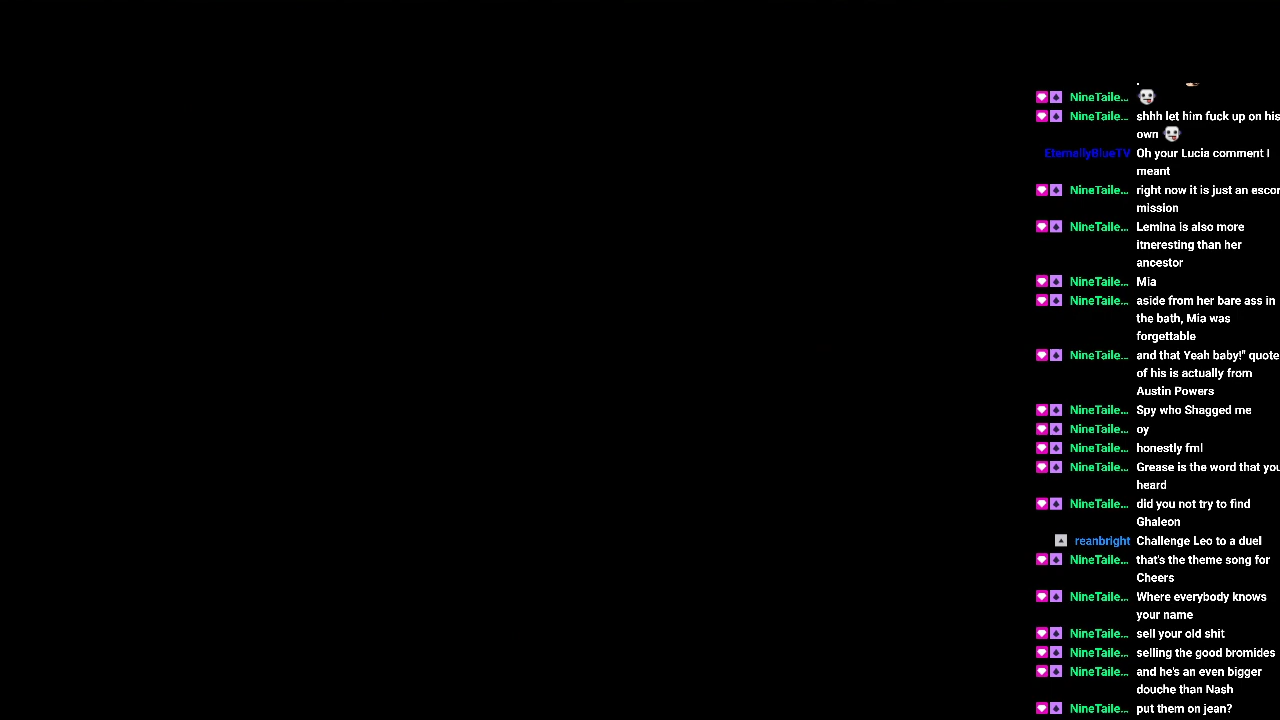 NineTaile...
NineTaile... shhh let him fuck up on his
own
EternallyBlueTV Oh your Lucia comment I
meant
NineTaile... right now it is just an escor
mission
NineTaile... Lemina is also more
itneresting than her
ancestor
NineTaile... Mia
NineTaile... aside from her bare ass in
the bath, Mia was
forgettable
NineTaile... and that Yeah baby!" quote
of his is actually from
Austin Powers
NineTaile... Spy who Shagged me
NineTaile... oy
NineTaile... honestly fml
NineTaile... Grease is the word that you
heard
NineTaile... did you not try to find
Ghaleon
reanbright Challenge Leo to a duel
NineTaile... that's the theme song for
Cheers
NineTaile... Where everybody knows
your name
NineTaile... sell your old shit
NineTaile... selling the good bromides
NineTaile... and he's an even bigger
douche than Nash
NineTaile... put them on jean?